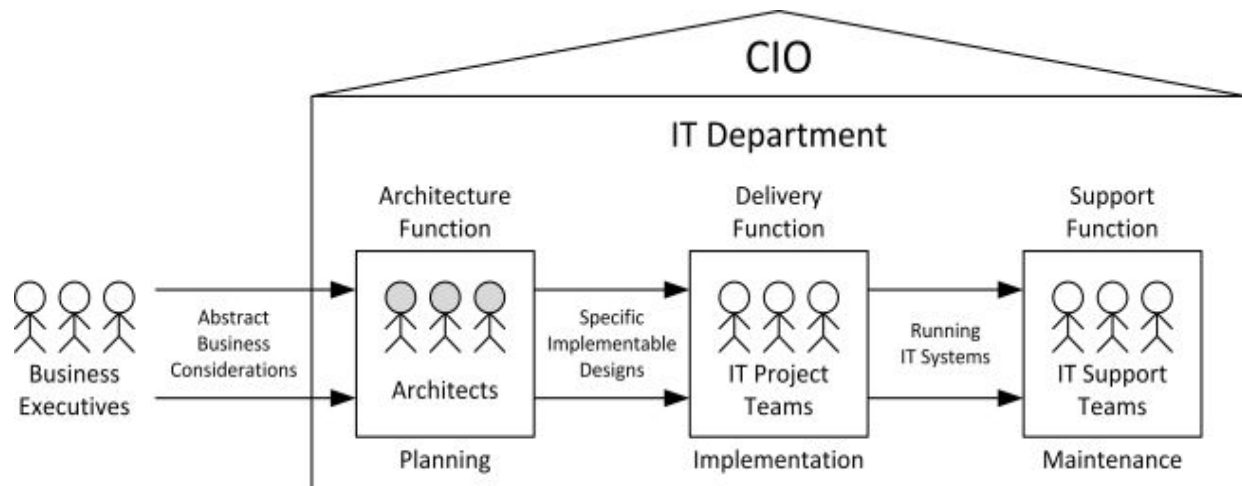 CIO
IT Department
Architecture
Function
Delivery
Function
Support
Function
Business
Executives
Abstract
Business
Considerations
Architects
Planning
Specific
Implementable
Designs
IT Project
Teams
Implementation
Running
IT Systems
IT Support
Teams
Maintenance